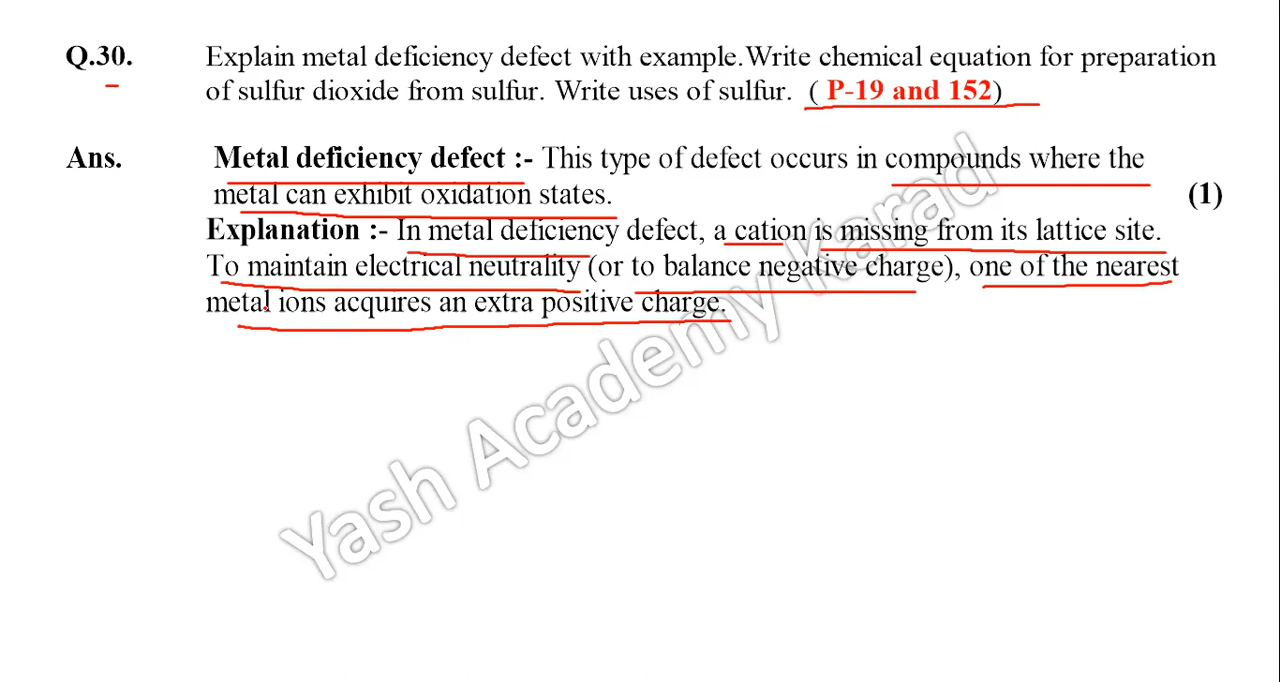 Q.30. Explain metal deficiency defect with example.Write chemical equation for preparation
of sulfur dioxide from sulfur. Write uses of sulfur. ( P-19 and 152)
Ans. Metal deficiency defect :- This type of defect occurs in compounds where the
metal can exhibit oxidation states. (1)
Explanation :- In metal deficiency defect, a cation is missing from its lattice site.
To maintain electrical neutrality (or to balance negative charge), one of the nearest
metal ions acquires an extra positive charge.
Yash Academy Karad